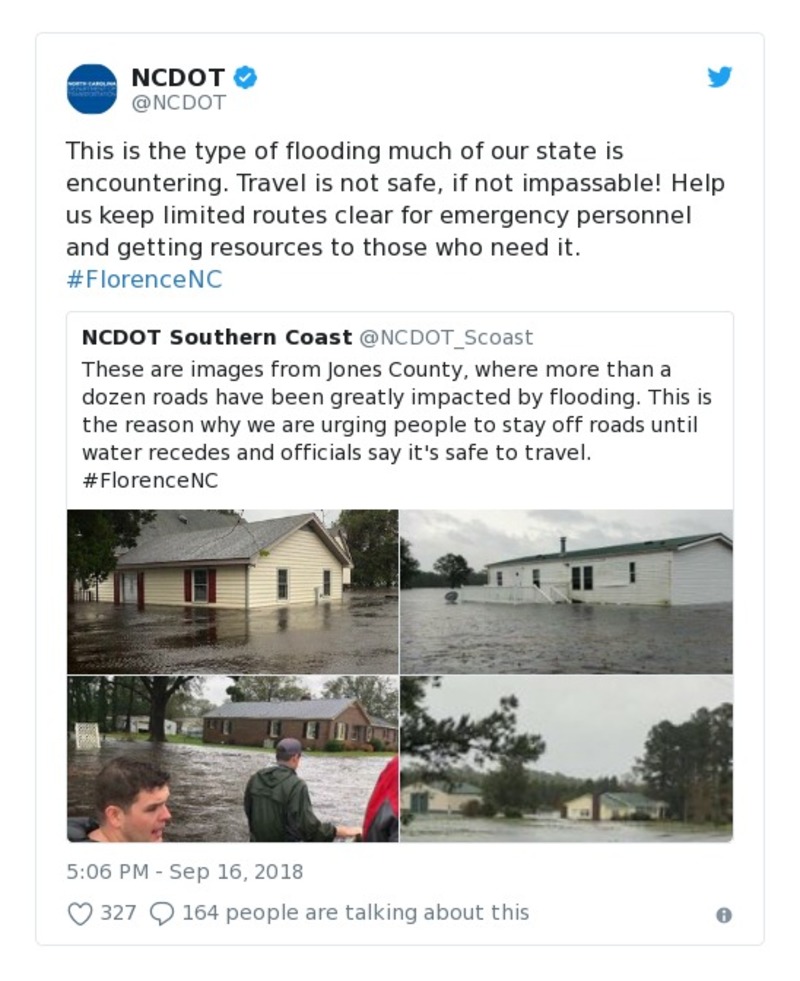 NORTH CAROLINA
DEPARTMENT OF
TRANSPORTATION
NCDOT
@NCDOT
This is the type of flooding much of our state is
encountering. Travel is not safe, if not impassable! Help
us keep limited routes clear for emergency personnel
and getting resources to those who need it.
#FlorenceNC
NCDOT Southern Coast @NCDOT_Scoast
These are images from Jones County, where more than a
dozen roads have been greatly impacted by flooding. This is
the reason why we are urging people to stay off roads until
water recedes and officials say it's safe to travel.
#FlorenceNC
5:06 PM - Sep 16, 2018
327 164 people are talking about this